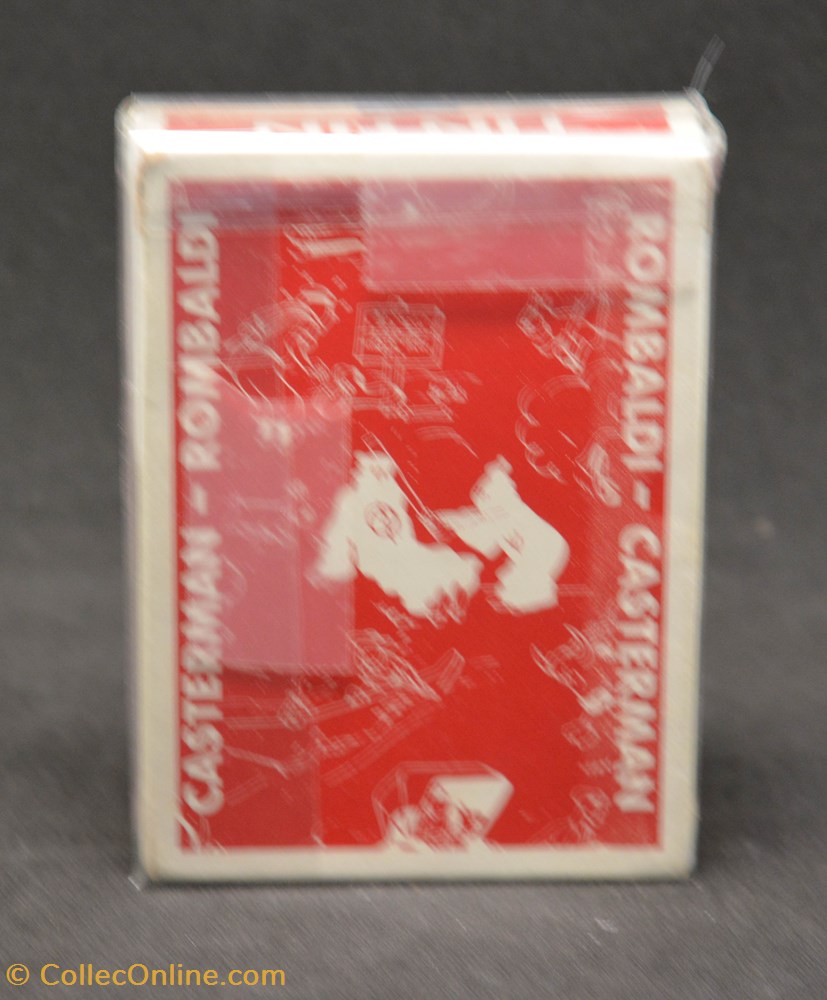 CASTERMAN - ROMBALDI
ROMBALDI - CASTERMAN
© CollecOnline.com